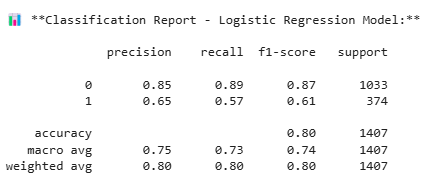 📊 **Classification Report - Logistic Regression Model:**
precision recall f1-score support
0 0.85 0.89 0.87 1033
1 0.65 0.57 0.61 374
accuracy 0.80 1407
macro avg 0.75 0.73 0.74 1407
weighted avg 0.80 0.80 0.80 1407